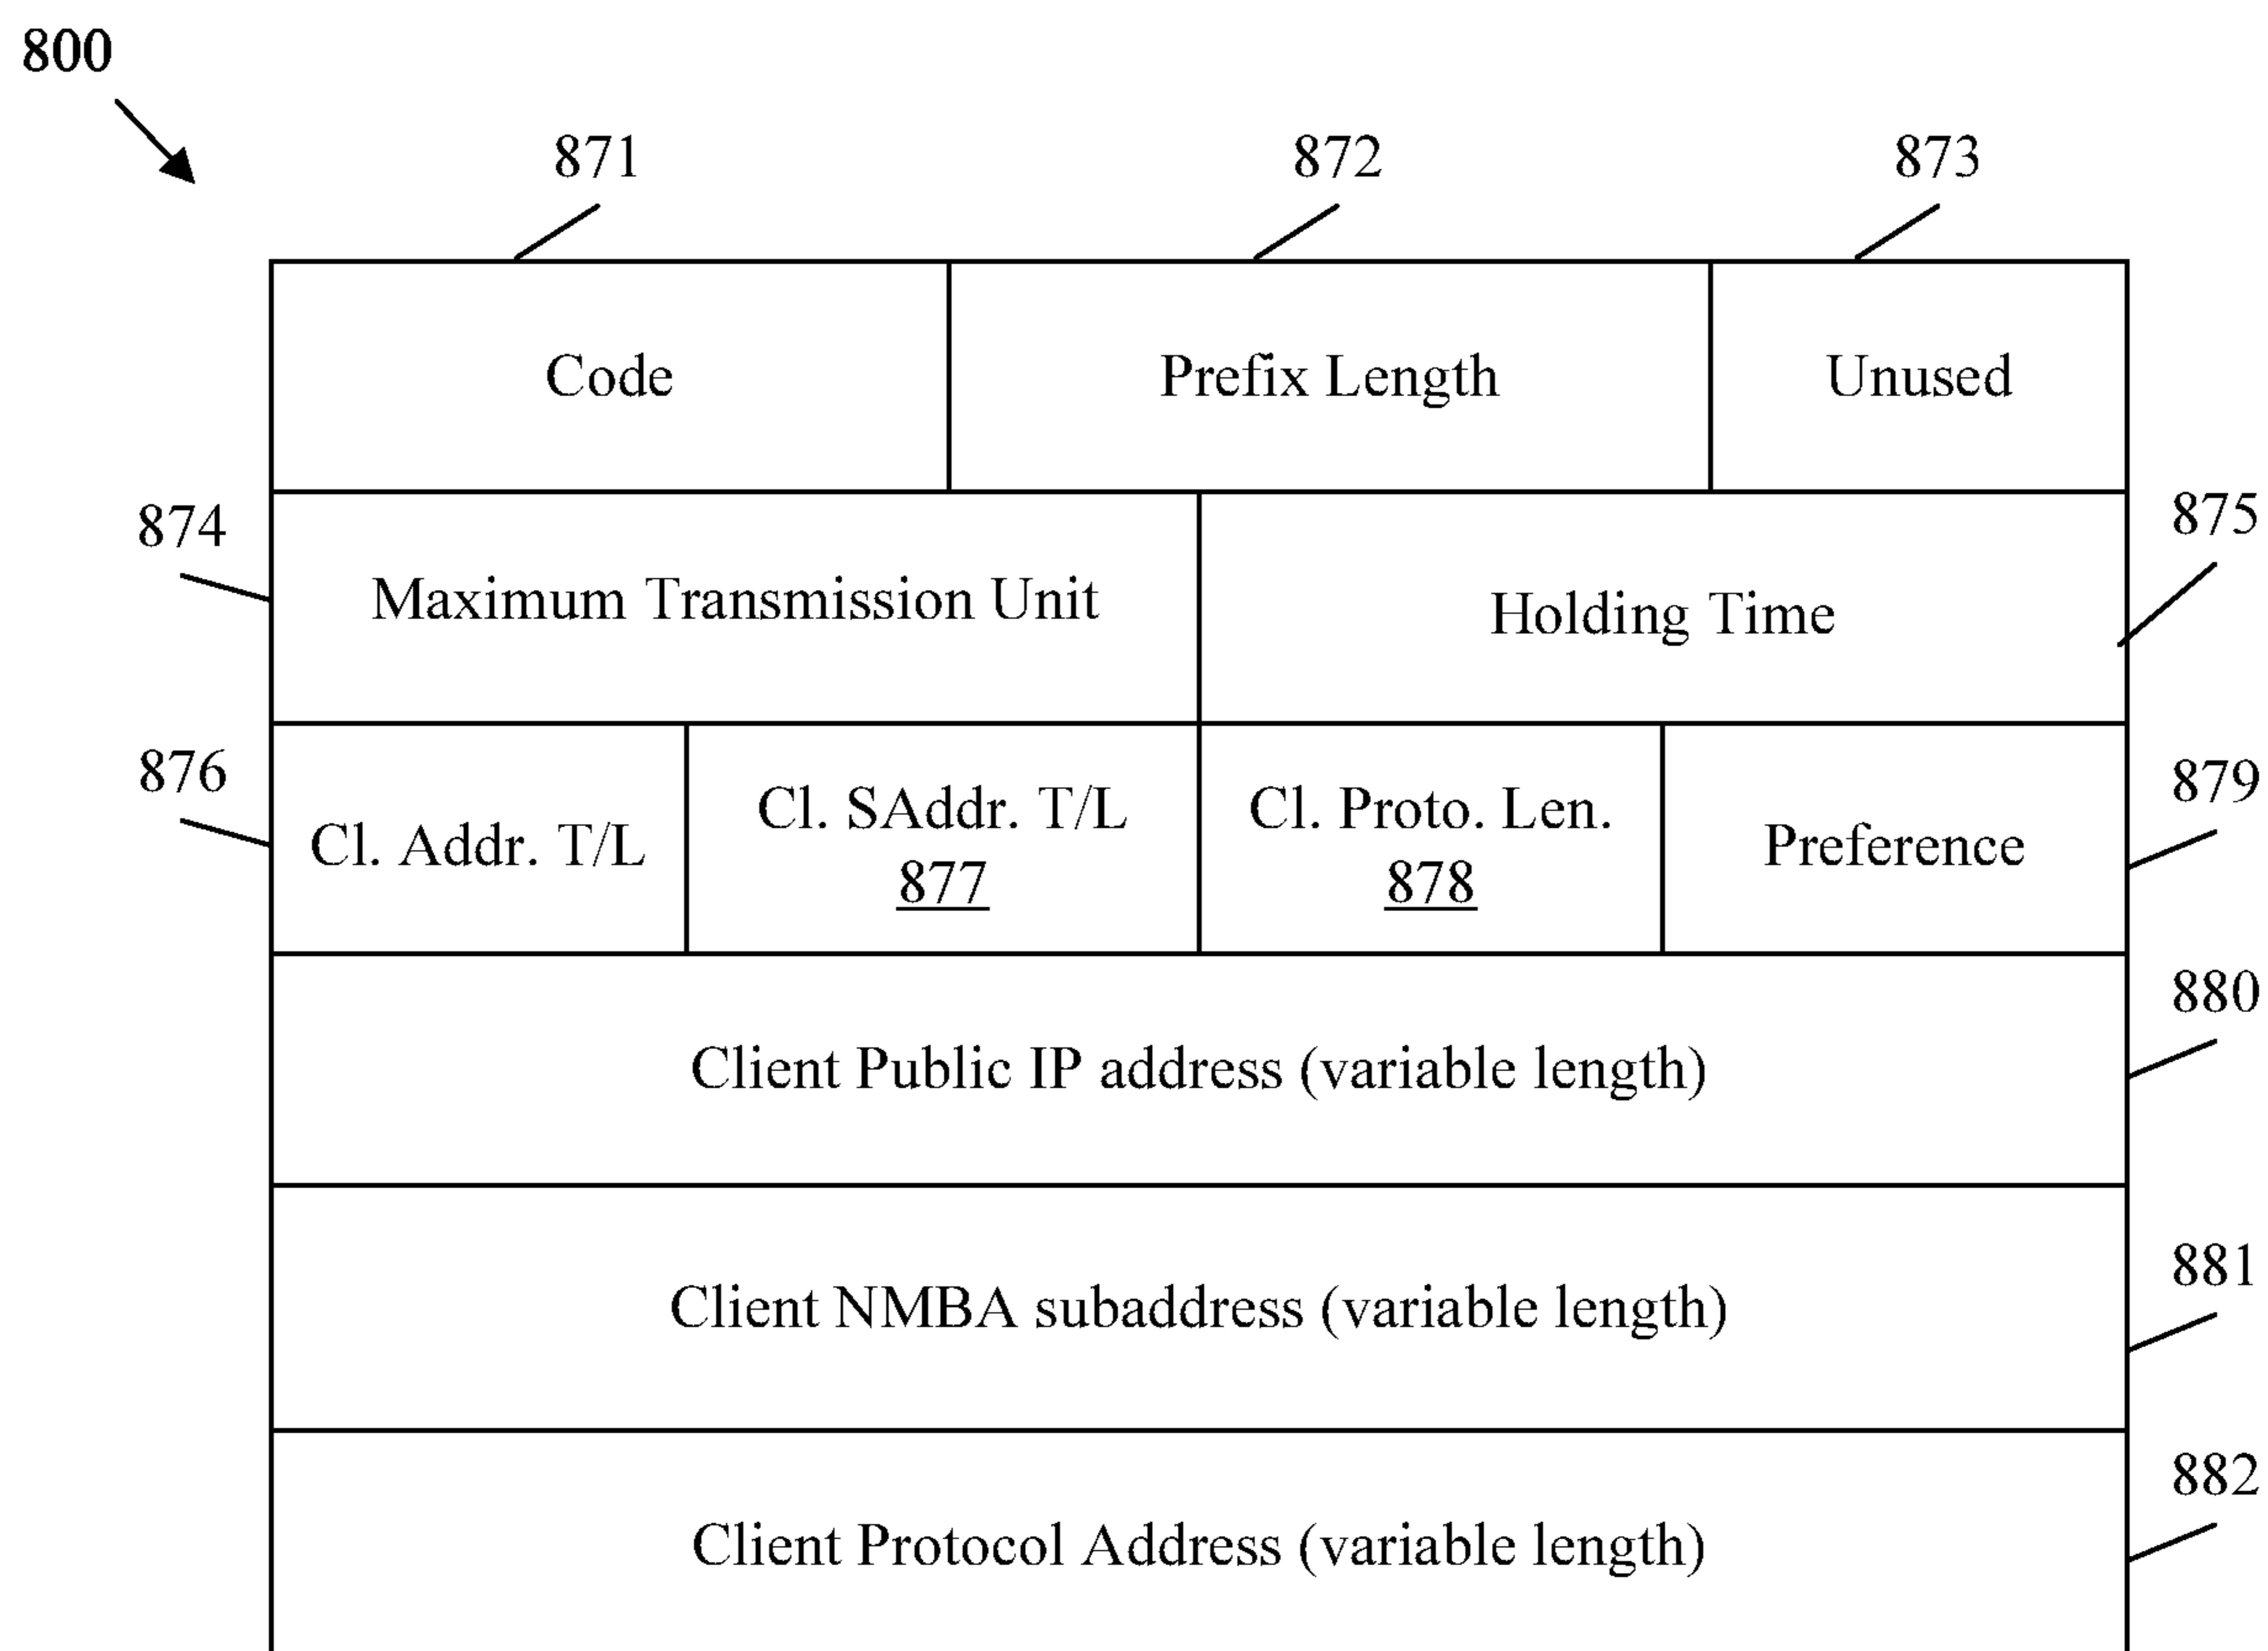 800
871
872
873
Code
Prefix Length
Unused
874
Maximum Transmission Unit
Holding Time
875
876
Cl. Addr. T/L
Cl. SAddr. T/L
877
Cl. Proto. Len.
878
Preference
879
Client Public IP address (variable length)
880
Client NMBA subaddress (variable length)
881
Client Protocol Address (variable length)
882